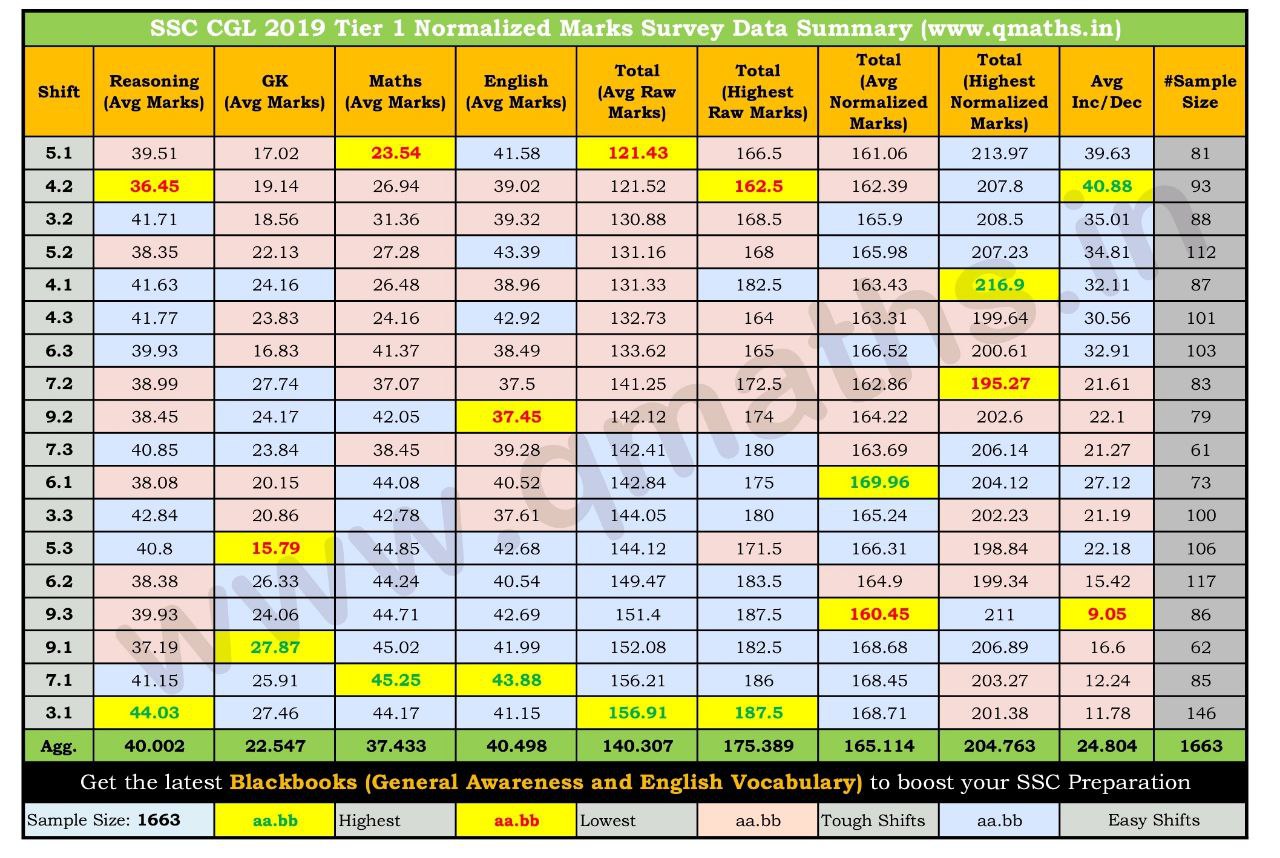 SSC CGL 2019 Tier 1 Normalized Marks Survey Data Summary (www.qmaths.in)
Shift Reasoning (Avg Marks) GK (Avg Marks) Maths (Avg Marks) English (Avg Marks) Total (Avg Raw Marks) Total (Highest Raw Marks) Total (Avg Normalized Marks) Total (Highest Normalized Marks) Avg Inc/Dec #Sample Size
5.1 39.51 17.02 23.54 41.58 121.43 166.5 161.06 213.97 39.63 81
4.2 36.45 19.14 26.94 39.02 121.52 162.5 162.39 207.8 40.88 93
3.2 41.71 18.56 31.36 39.32 130.88 168.5 165.9 208.5 35.01 88
5.2 38.35 22.13 27.28 43.39 131.16 168 165.98 207.23 34.81 112
4.1 41.63 24.16 26.48 38.96 131.33 182.5 163.43 216.9 32.11 87
4.3 41.77 23.83 24.16 42.92 132.73 164 163.31 199.64 30.56 101
6.3 39.93 16.83 41.37 38.49 133.62 165 166.52 200.61 32.91 103
7.2 38.99 27.74 37.07 37.5 141.25 172.5 162.86 195.27 21.61 83
9.2 38.45 24.17 42.05 37.45 142.12 174 164.22 202.6 22.1 79
7.3 40.85 23.84 38.45 39.28 142.41 180 163.69 206.14 21.27 61
6.1 38.08 20.15 44.08 40.52 142.84 175 169.96 204.12 27.12 73
3.3 42.84 20.86 42.78 37.61 144.05 180 165.24 202.23 21.19 100
5.3 40.8 15.79 44.85 42.68 144.12 171.5 166.31 198.84 22.18 106
6.2 38.38 26.33 44.24 40.54 149.47 183.5 164.9 199.34 15.42 117
9.3 39.93 24.06 44.71 42.69 151.4 187.5 160.45 211 9.05 86
9.1 37.19 27.87 45.02 41.99 152.08 182.5 168.68 206.89 16.6 62
7.1 41.15 25.91 45.25 43.88 156.21 186 168.45 203.27 12.24 85
3.1 44.03 27.46 44.17 41.15 156.91 187.5 168.71 201.38 11.78 146
Agg. 40.002 22.547 37.433 40.498 140.307 175.389 165.114 204.763 24.804 1663
Get the latest Blackbooks (General Awareness and English Vocabulary) to boost your SSC Preparation
Sample Size: 1663 aa.bb Highest aa.bb Lowest aa.bb Tough Shifts aa.bb Easy Shifts
www.qmaths.in